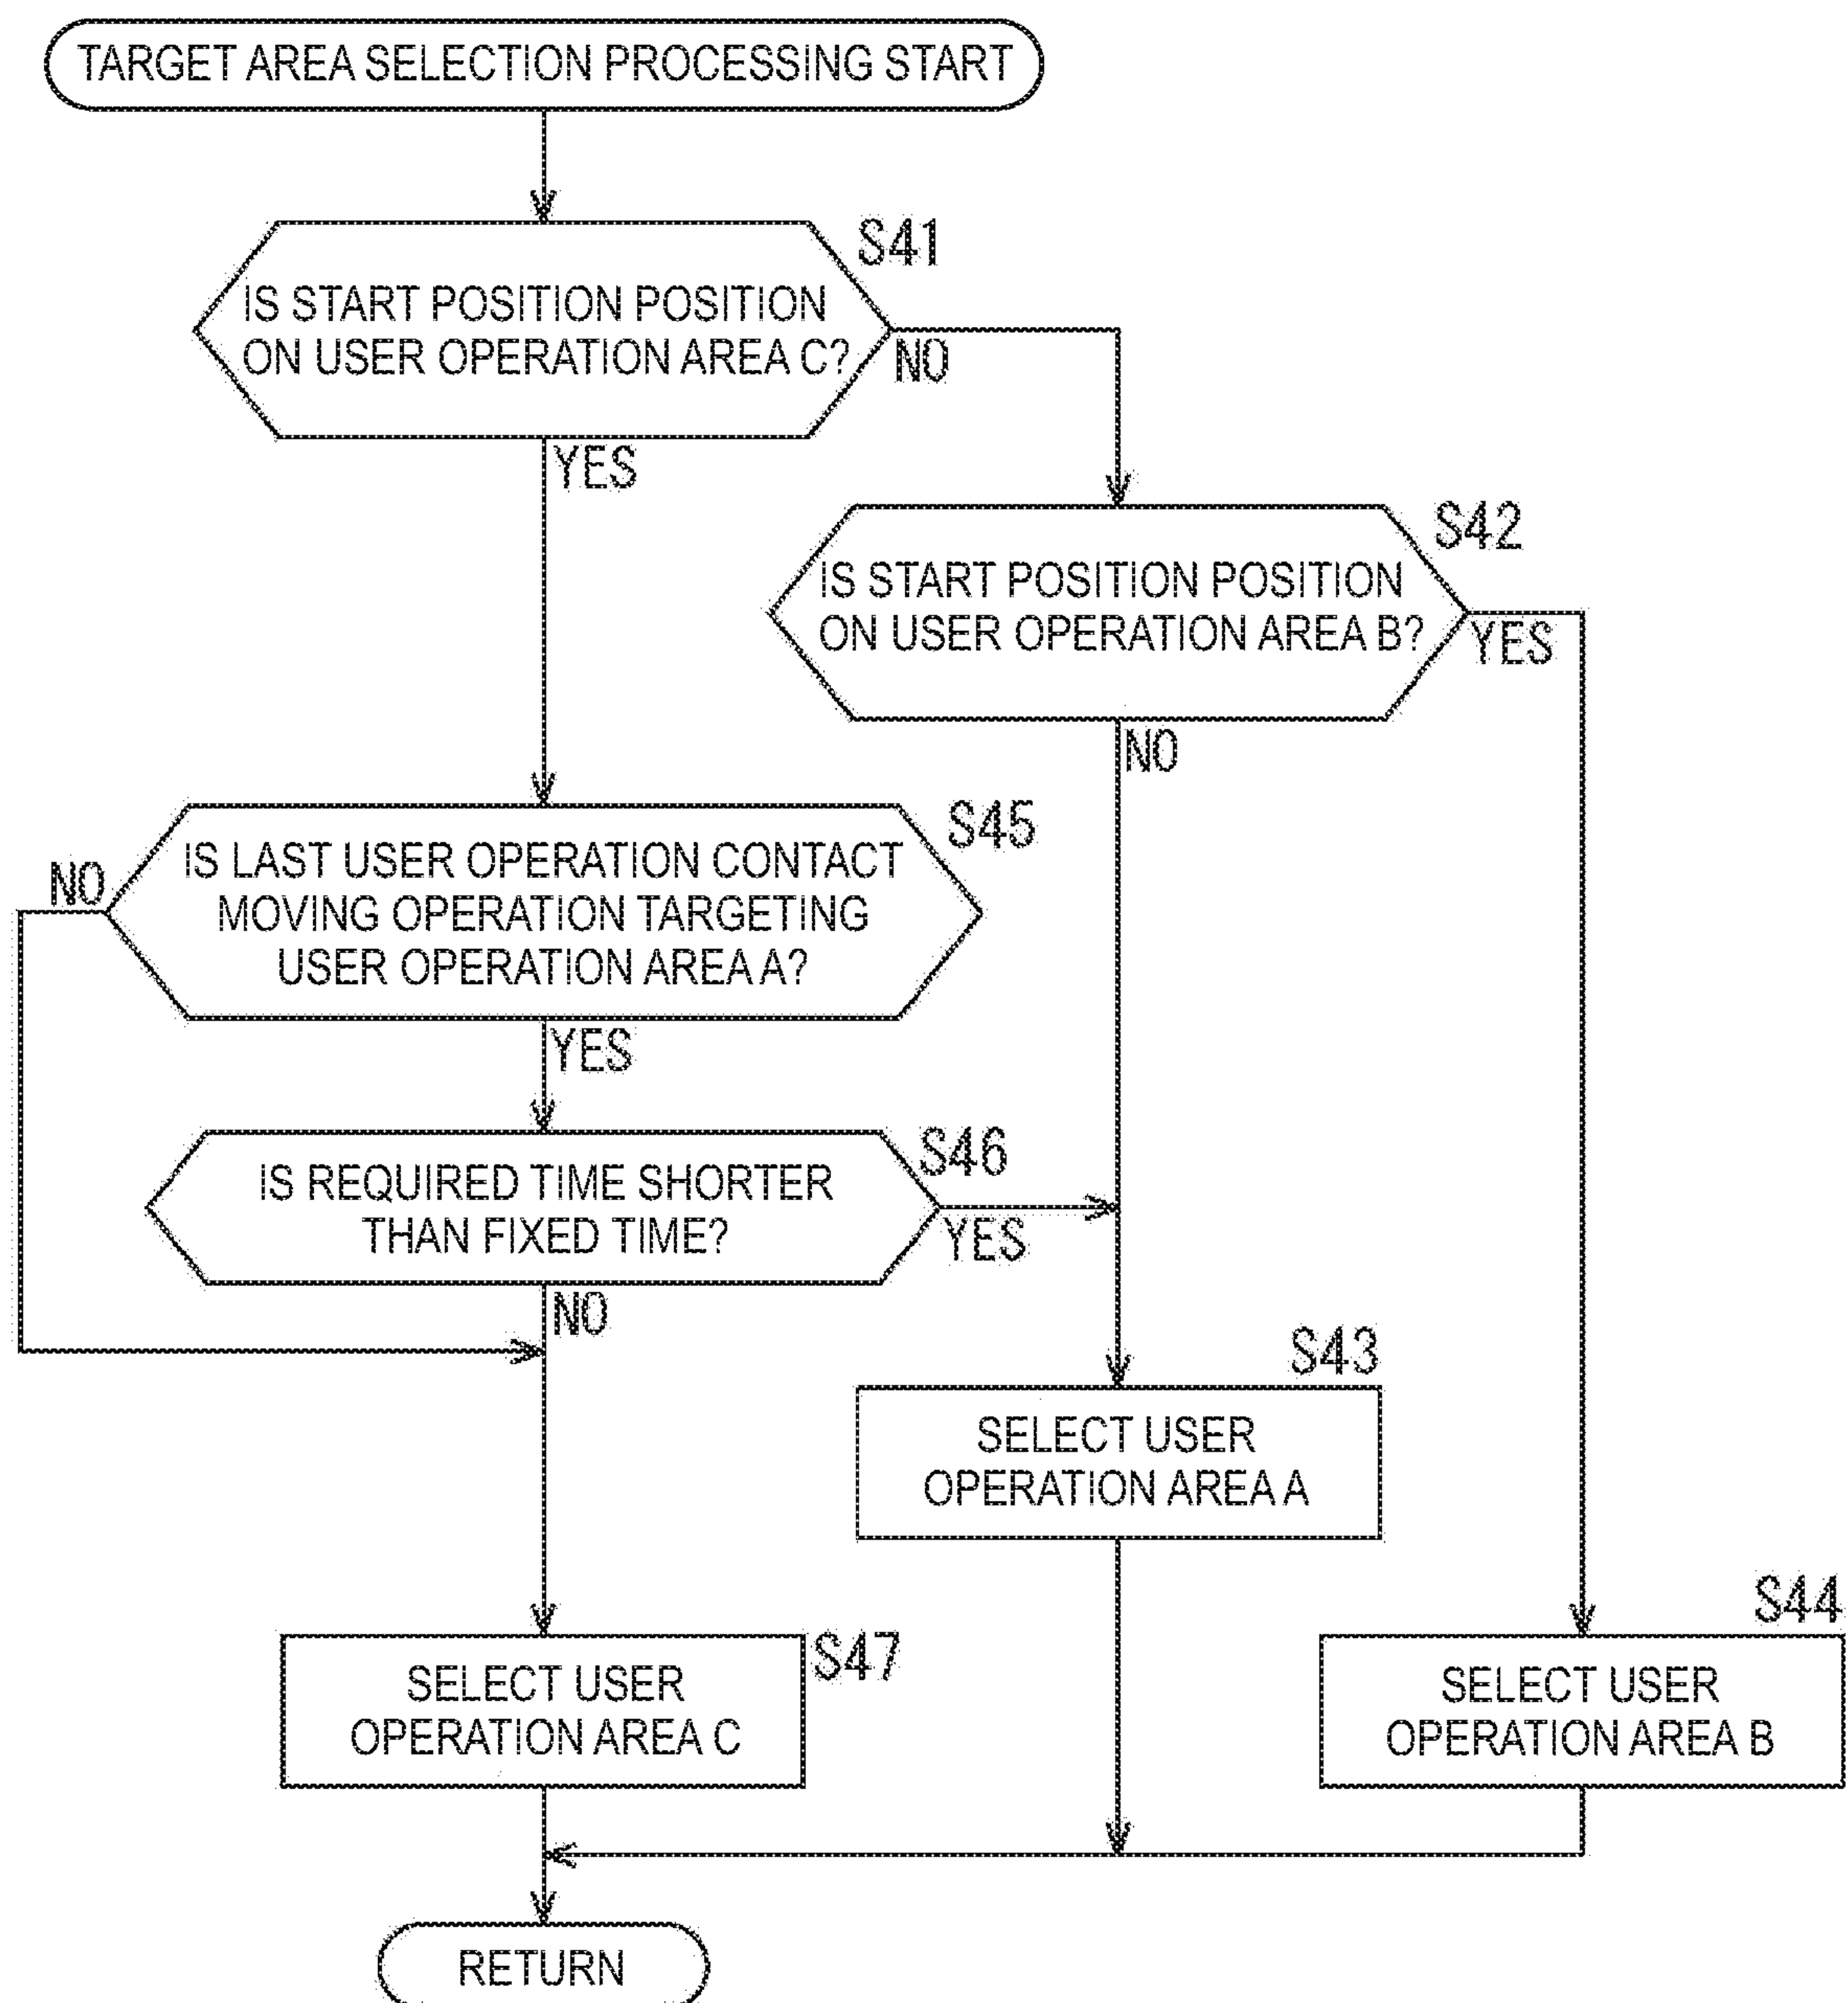 TARGET AREA SELECTION PROCESSING START
S41
IS START POSITION POSITION
ON USER OPERATION AREA C?
NO
YES
S42
IS START POSITION POSITION
ON USER OPERATION AREA B?
YES
NO
S45
IS LAST USER OPERATION CONTACT
MOVING OPERATION TARGETING
USER OPERATION AREA A?
NO
YES
S46
IS REQUIRED TIME SHORTER
THAN FIXED TIME?
YES
NO
S43
SELECT USER
OPERATION AREA A
S44
SELECT USER
OPERATION AREA B
S47
SELECT USER
OPERATION AREA C
RETURN